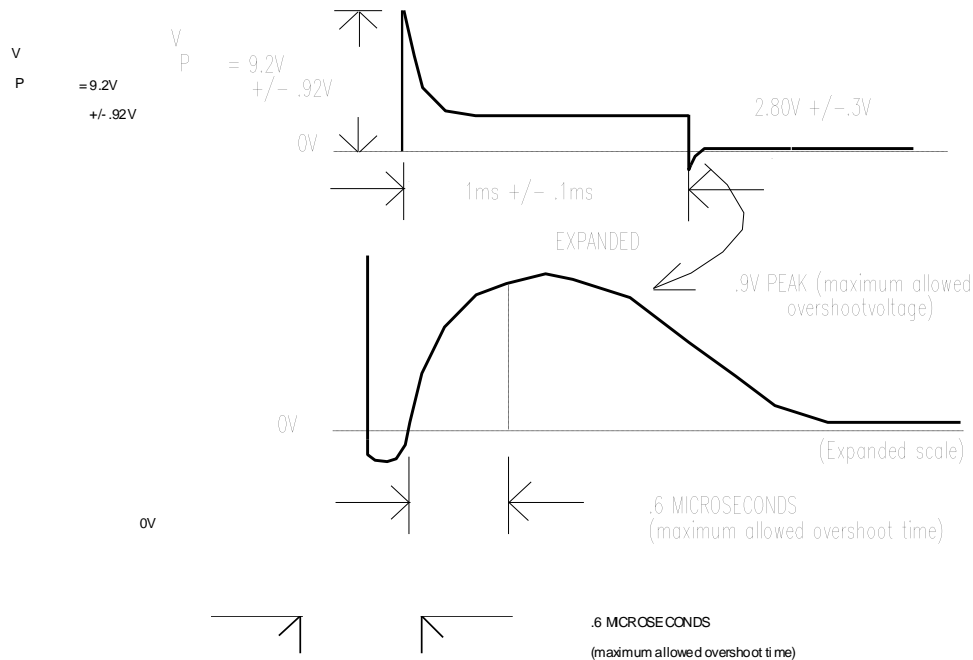 V
P = 9.2V
+/- .92V
V
P = 9.2V
+/- .92V
2.80V +/-.3V
0V
1ms +/- .1ms
EXPANDED
.9V PEAK (maximum allowed
overshootvoltage)
0V
(Expanded scale)
.6 MICROSECONDS
(maximum allowed overshoot time)
0V
.6 MICROSECONDS
(maximum allowed overshoot time)